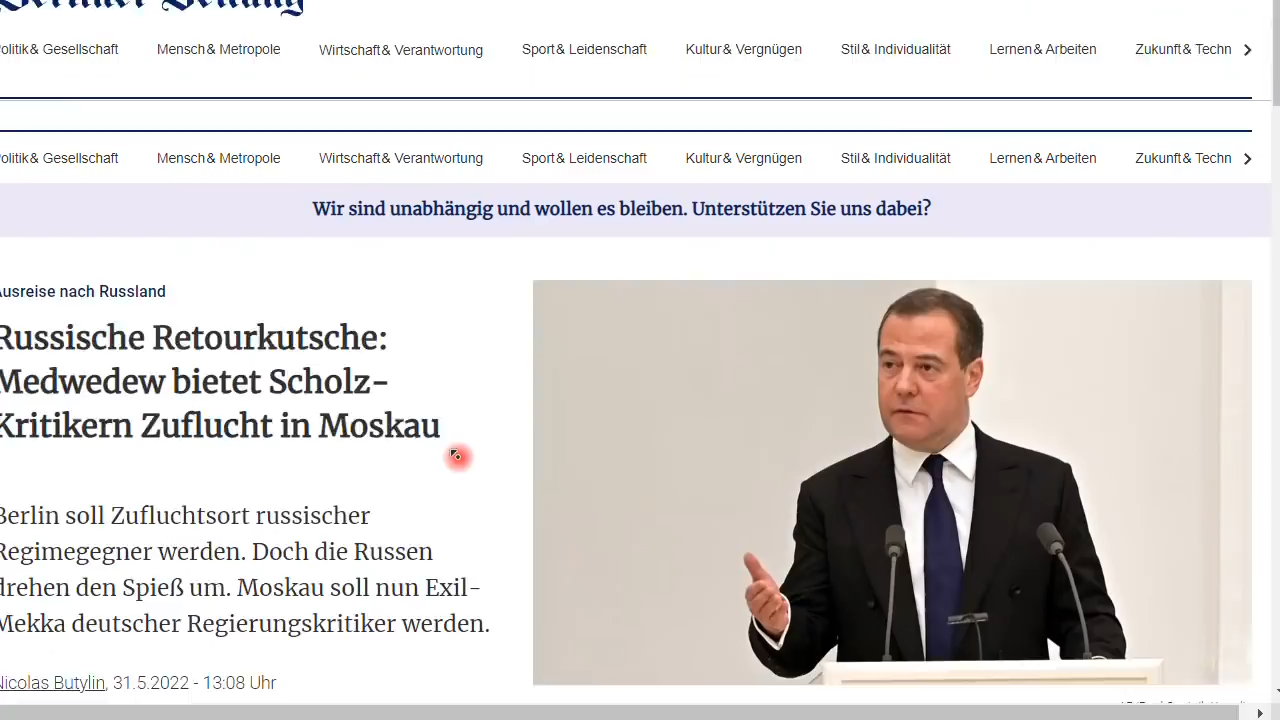 Berliner Zeitung
olitik & Gesellschaft Mensch & Metropole Wirtschaft & Verantwortung Sport & Leidenschaft Kultur & Vergnügen Stil & Individualität Lernen & Arbeiten Zukunft & Techn
olitik & Gesellschaft Mensch & Metropole Wirtschaft & Verantwortung Sport & Leidenschaft Kultur & Vergnügen Stil & Individualität Lernen & Arbeiten Zukunft & Techn
Wir sind unabhängig und wollen es bleiben. Unterstützen Sie uns dabei?
Ausreise nach Russland
Russische Retourkutsche:
Medwedew bietet Scholz-
Kritikern Zuflucht in Moskau
Berlin soll Zufluchtsort russischer
Regimegegner werden. Doch die Russen
drehen den Spieß um. Moskau soll nun Exil-
Mekka deutscher Regierungskritiker werden.
Nicolas Butylin, 31.5.2022 - 13:08 Uhr